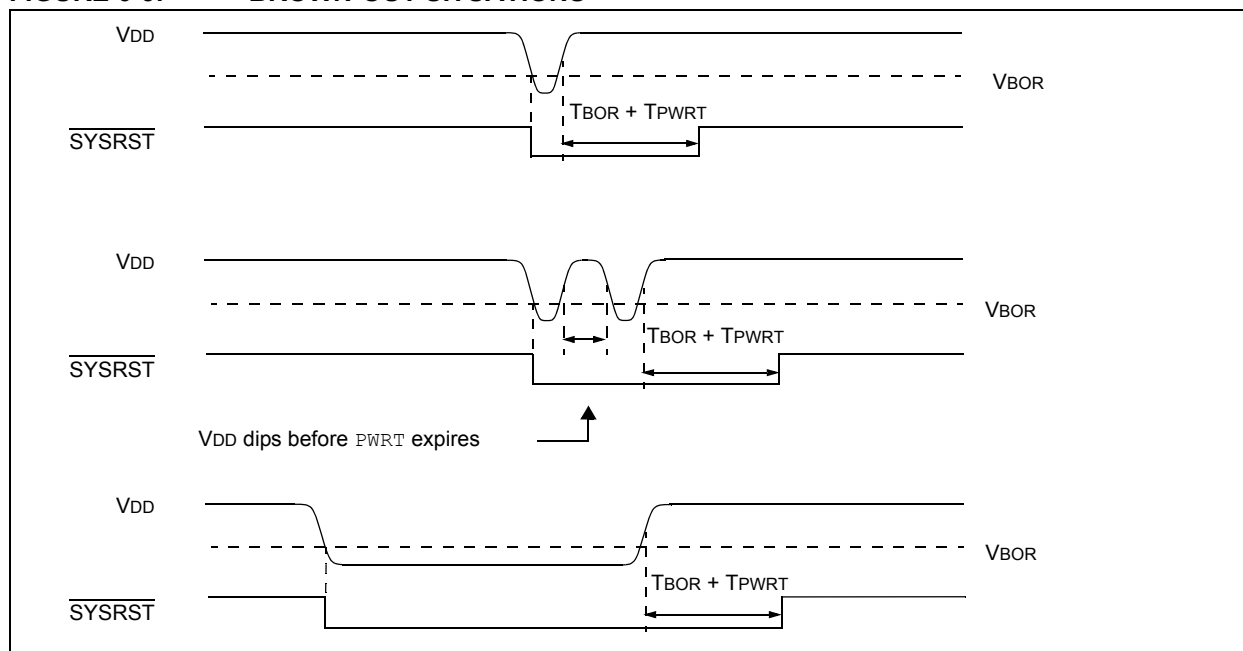 VDD
VBOR
TBOR + TPWRT
SYSRST
VDD
VBOR
TBOR + TPWRT
SYSRST
VDD dips before PWRT expires
VDD
VBOR
TBOR + TPWRT
SYSRST